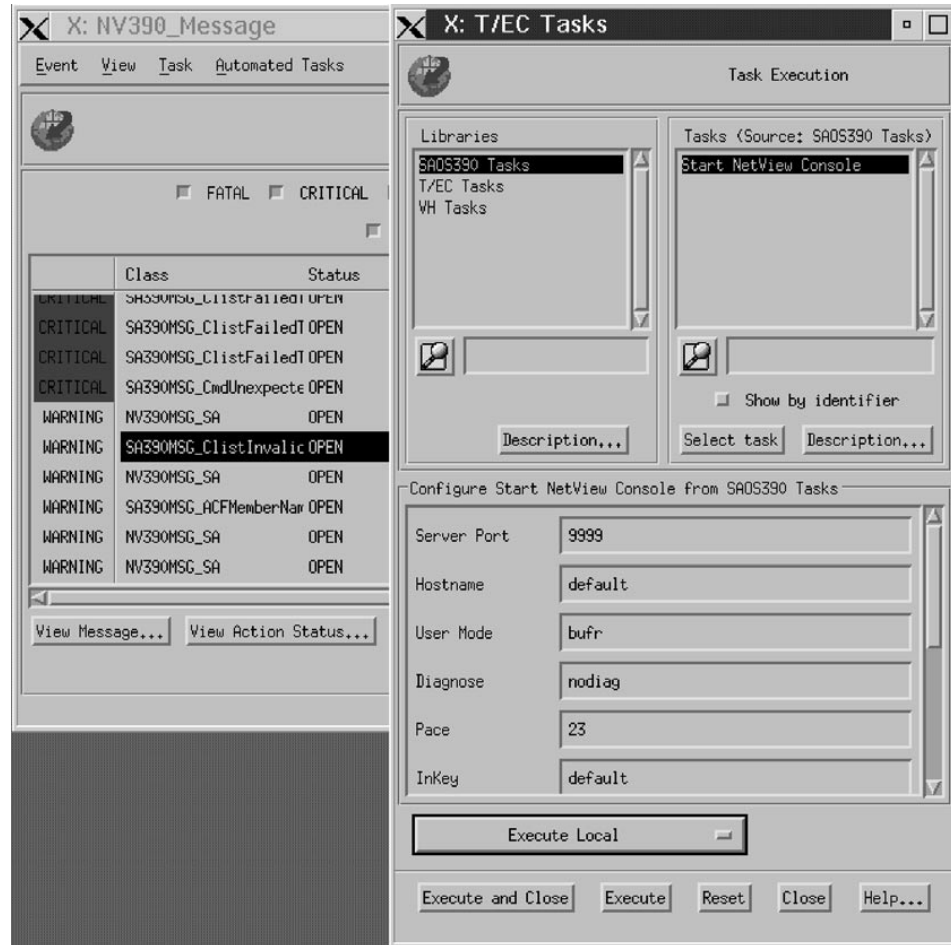 X: NV390_Message
Event View Task Automated Tasks
FATAL CRITICAL
Class Status
CRITICAL SA390MSG_ClistFailedT OPEN
CRITICAL SA390MSG_ClistFailedT OPEN
CRITICAL SA390MSG_ClistFailedT OPEN
CRITICAL SA390MSG_CmdUnexpecte OPEN
WARNING NV390MSG_SA OPEN
WARNING SA390MSG_ClistInvalid OPEN
WARNING NV390MSG_SA OPEN
WARNING SA390MSG_ACFMemberNam OPEN
WARNING NV390MSG_SA OPEN
WARNING NV390MSG_SA OPEN
View Message... View Action Status...
X: T/EC Tasks
Task Execution
Libraries
SAOS390 Tasks
T/EC Tasks
VH Tasks
Description...
Tasks (Source: SAOS390 Tasks)
Start NetView Console
Show by identifier
Select task Description...
Configure Start NetView Console from SAOS390 Tasks
Server Port 9999
Hostname default
User Mode bufr
Diagnose nodiag
Pace 23
InKey default
Execute Local
Execute and Close Execute Reset Close Help...